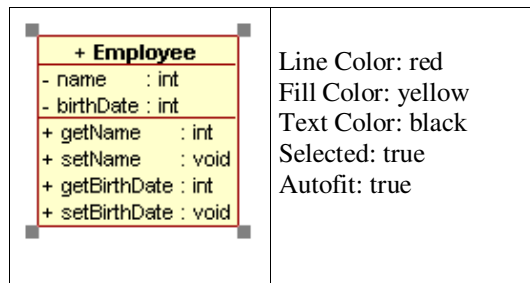 + Employee
- name : int
- birthDate : int
+ getName : int
+ setName : void
+ getBirthDate : int
+ setBirthDate : void
Line Color: red
Fill Color: yellow
Text Color: black
Selected: true
Autofit: true